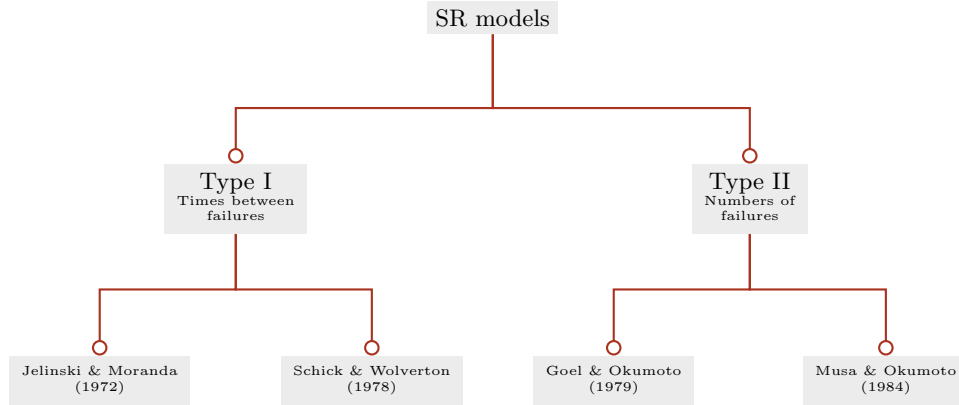 SR models
Type I
Times between
failures
Type II
Numbers of
failures
Jelinski & Moranda
(1972)
Schick & Wolverton
(1978)
Goel & Okumoto
(1979)
Musa & Okumoto
(1984)